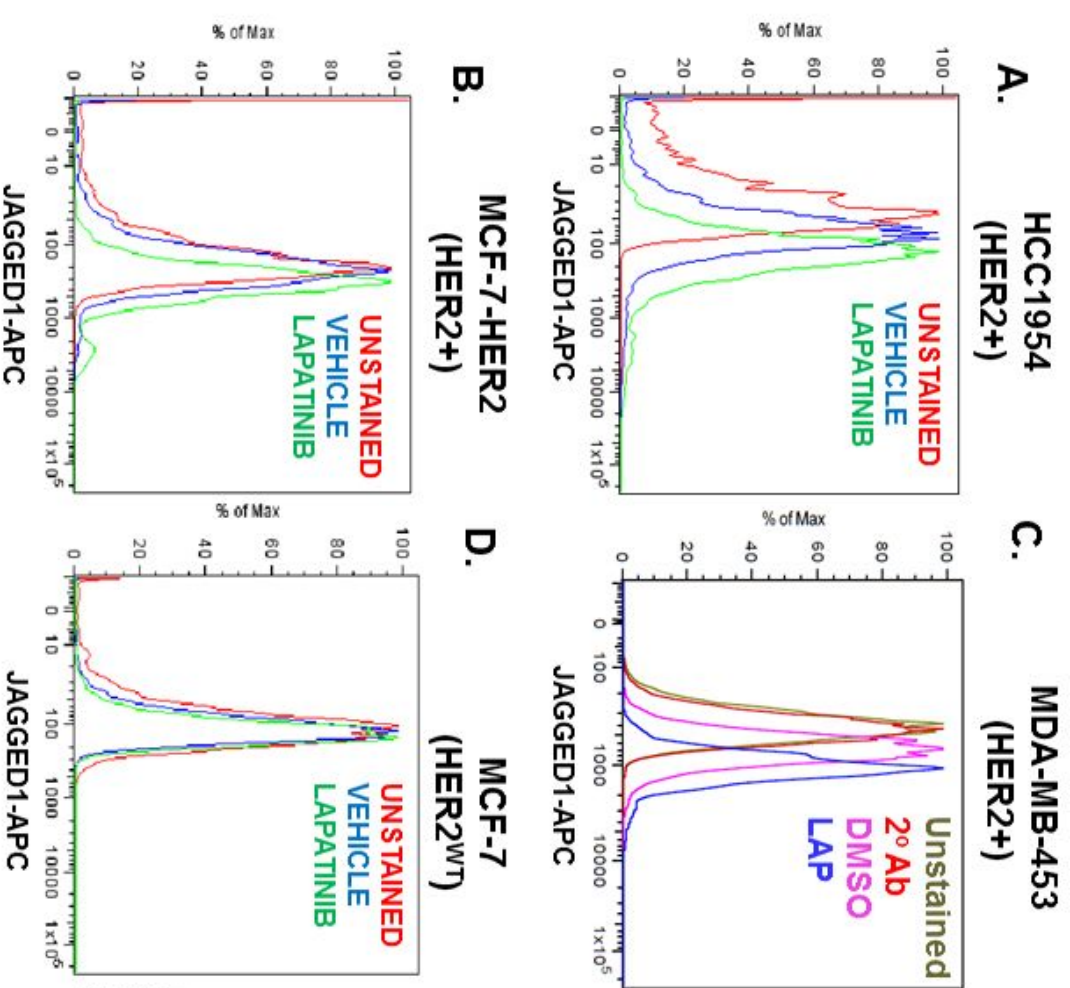 A.
HCC1954
(HER2+)
% of Max
100
80
60
40
20
0
0 10 100 1000 10000 1x10⁵
UNSTAINED
VEHICLE
LAPATINIB
JAGGED1-APC
C.
MDA-MB-453
(HER2+)
% of Max
100
80
60
40
20
0
0 100 1000 10000 1x10⁵
Unstained
2º Ab
DMSO
LAP
JAGGED1-APC
B.
MCF-7-HER2
(HER2+)
% of Max
100
80
60
40
20
0
0 10 100 1000 10000 1x10⁵
UNSTAINED
VEHICLE
LAPATINIB
JAGGED1-APC
D.
MCF-7
(HER2ᵂᵀ)
% of Max
100
80
60
40
20
0
0 10 100 1000 10000 1x10⁵
UNSTAINED
VEHICLE
LAPATINIB
JAGGED1-APC